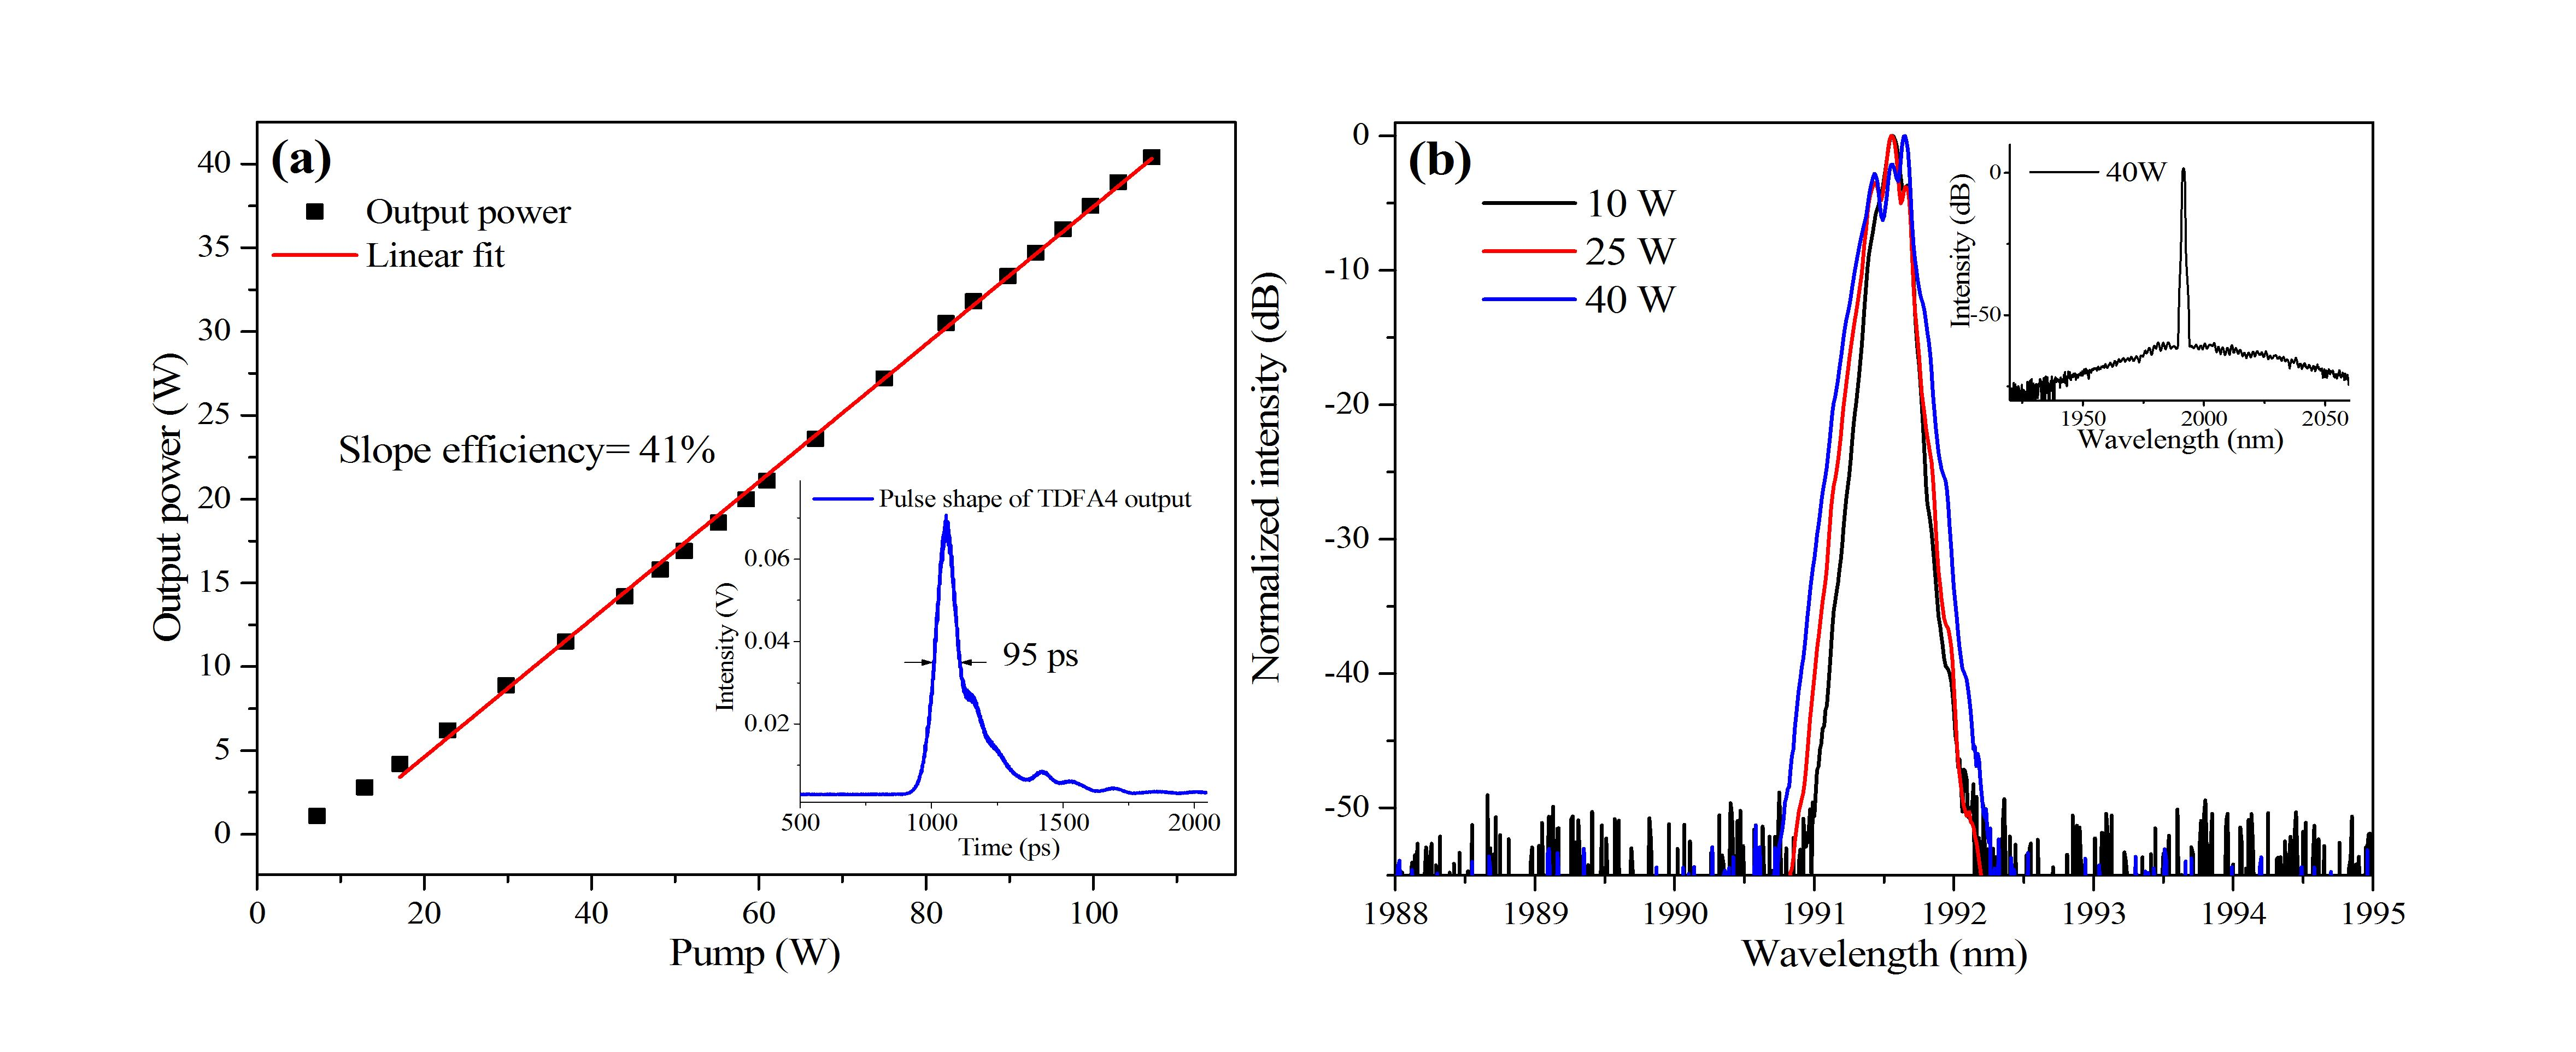 (a)
Output power
Linear fit
Slope efficiency= 41%
Output power (W)
40
35
30
25
20
15
10
5
0
0 20 40 60 80 100
Pump (W)
Pulse shape of TDFA4 output
Intensity (V)
0.06
0.04
0.02
95 ps
500 1000 1500 2000
Time (ps)
(b)
10 W
25 W
40 W
Normalized intensity (dB)
0
-10
-20
-30
-40
-50
1988 1989 1990 1991 1992 1993 1994 1995
Wavelength (nm)
40W
Intensity (dB)
0
-50
1950 2000 2050
Wavelength (nm)